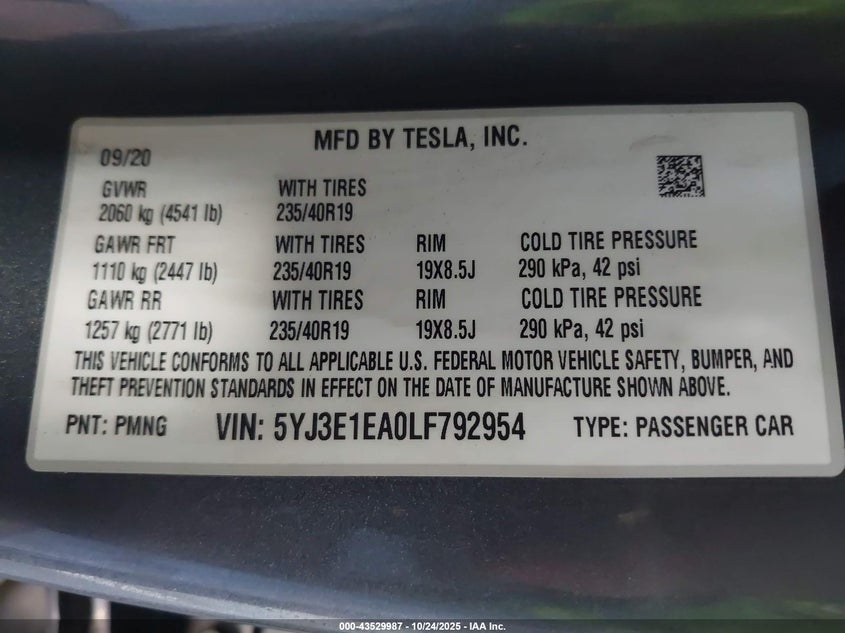 MFD BY TESLA, INC.
09/20
GVWR WITH TIRES
2060 kg (4541 lb) 235/40R19
GAWR FRT WITH TIRES RIM COLD TIRE PRESSURE
1110 kg (2447 lb) 235/40R19 19X8.5J 290 kPa, 42 psi
GAWR RR WITH TIRES RIM COLD TIRE PRESSURE
1257 kg (2771 lb) 235/40R19 19X8.5J 290 kPa, 42 psi
THIS VEHICLE CONFORMS TO ALL APPLICABLE U.S. FEDERAL MOTOR VEHICLE SAFETY, BUMPER, AND
THEFT PREVENTION STANDARDS IN EFFECT ON THE DATE OF MANUFACTURE SHOWN ABOVE.
PNT: PMNG VIN: 5YJ3E1EA0LF792954 TYPE: PASSENGER CAR
000-43529987 - 10/24/2025 - IAA Inc.